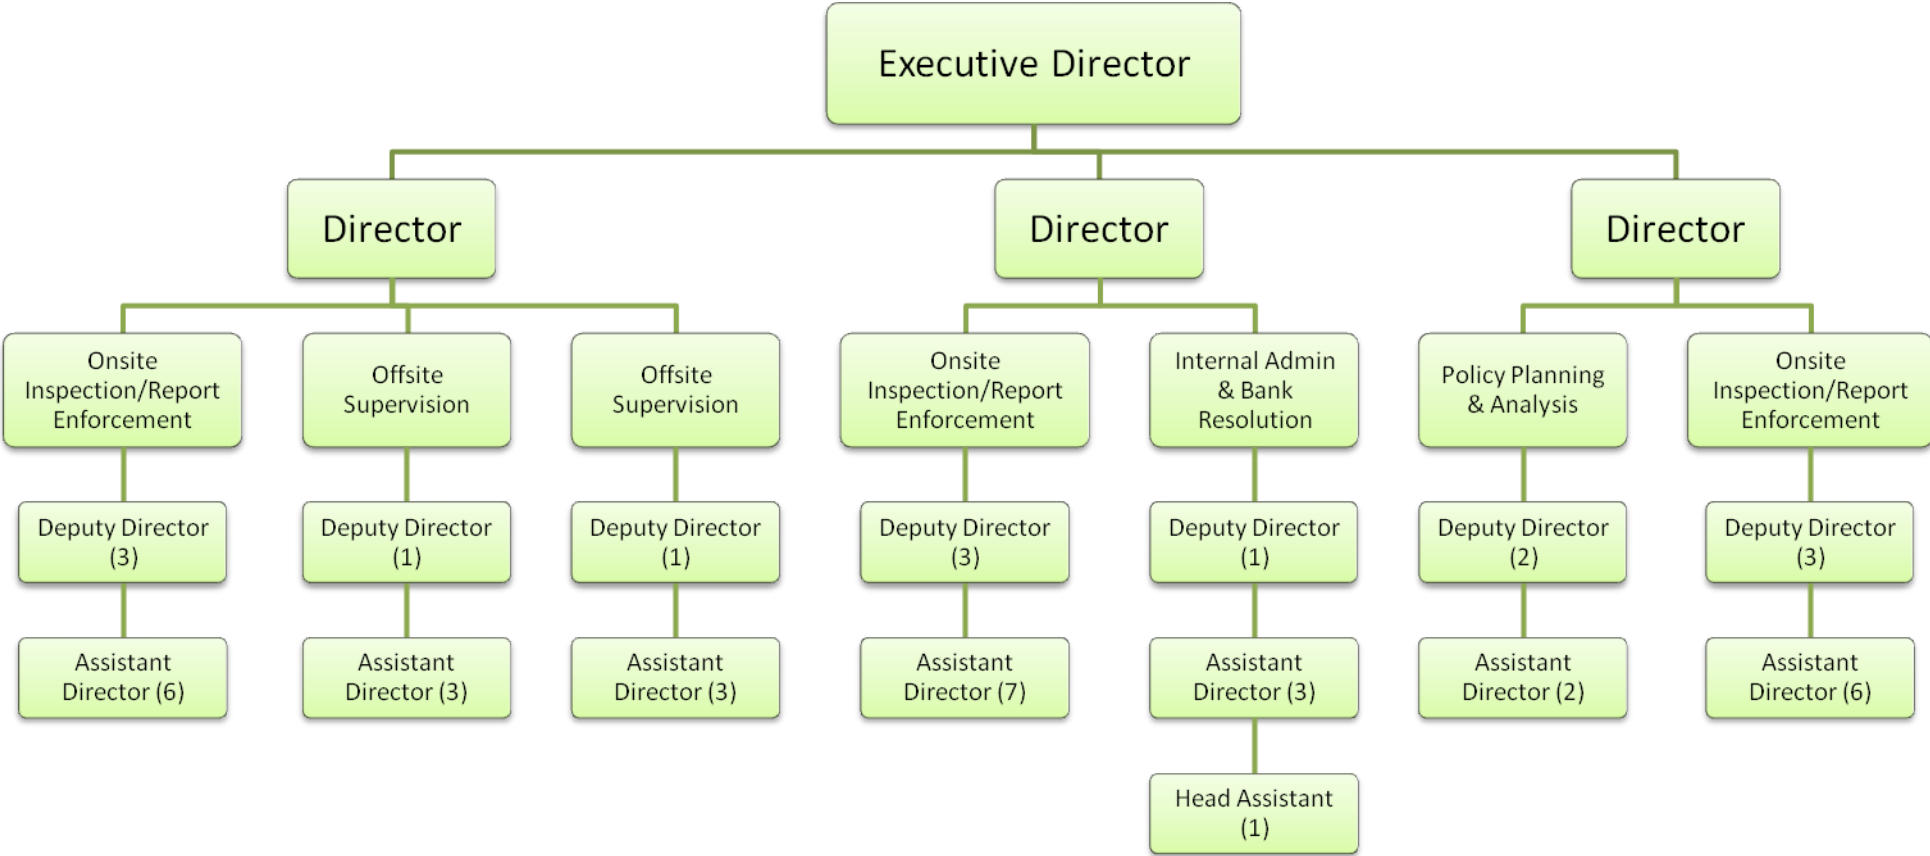 Executive Director
Director
Director
Director
Onsite
Inspection/Report
Enforcement
Offsite
Supervision
Offsite
Supervision
Onsite
Inspection/Report
Enforcement
Internal Admin
& Bank
Resolution
Policy Planning
& Analysis
Onsite
Inspection/Report
Enforcement
Deputy Director
(3)
Deputy Director
(1)
Deputy Director
(1)
Deputy Director
(3)
Deputy Director
(1)
Deputy Director
(2)
Deputy Director
(3)
Assistant
Director (6)
Assistant
Director (3)
Assistant
Director (3)
Assistant
Director (7)
Assistant
Director (3)
Assistant
Director (2)
Assistant
Director (6)
Head Assistant
(1)